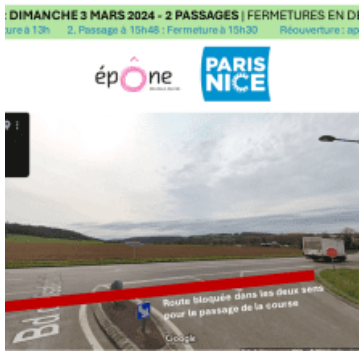 : DIMANCHE 3 MARS 2024 - 2 PASSAGES | FERMETURES EN D
ure à 13h 2. Passage à 15h48 : Fermeture à 15h30 Réouverture : ap
épône
PARIS
NICE
Route bloquée dans les deux sens
pour le passage de la course
Bd
Google